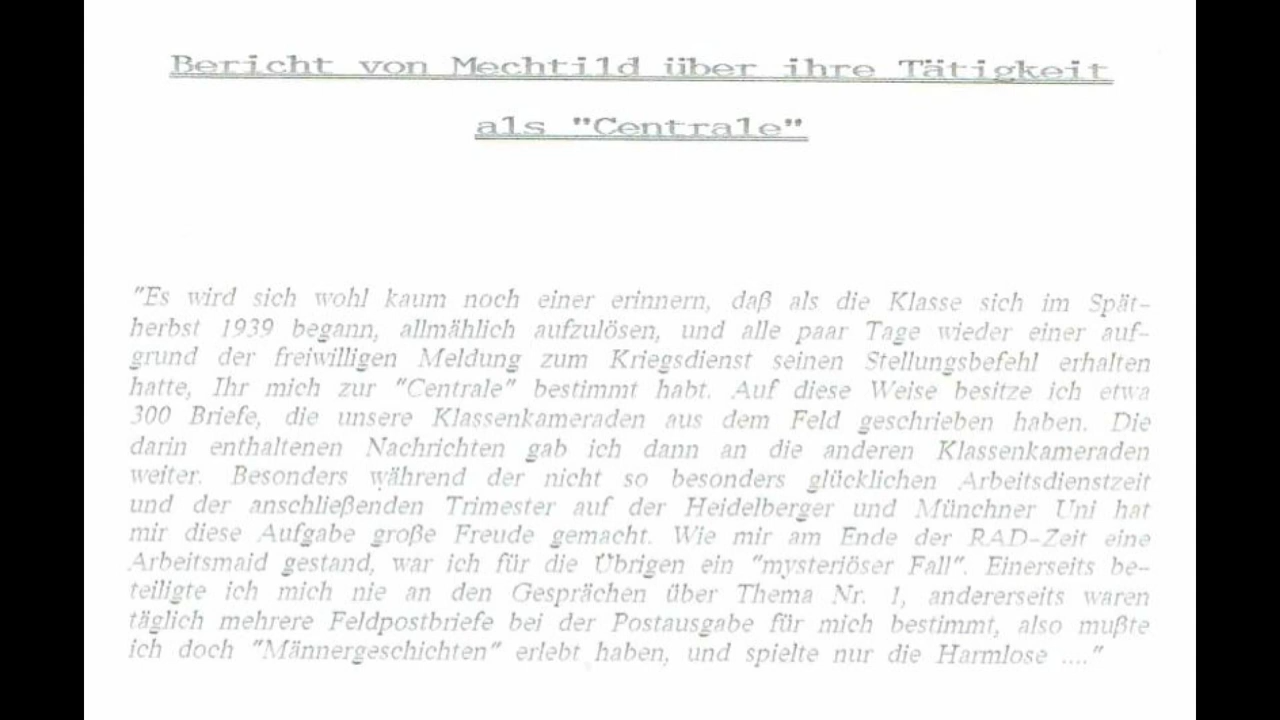 Bericht von Mechtild über ihre Tätigkeit
als "Centrale"
"Es wird sich wohl kaum noch einer erinnern, daß als die Klasse sich im Spät-
herbst 1939 begann, allmählich aufzulösen, und alle paar Tage wieder einer auf-
grund der freiwilligen Meldung zum Kriegsdienst seinen Stellungsbefehl erhalten
hatte, Ihr mich zur "Centrale" bestimmt habt. Auf diese Weise besitze ich etwa
300 Briefe, die unsere Klassenkameraden aus dem Feld geschrieben haben. Die
darin enthaltenen Nachrichten gab ich dann an die anderen Klassenkameraden
weiter. Besonders während der nicht so besonders glücklichen Arbeitsdienstzeit
und der anschließenden Trimester auf der Heidelberger und Münchner Uni hat
mir diese Aufgabe große Freude gemacht. Wie mir am Ende der RAD-Zeit eine
Arbeitsmaid gestand, war ich für die Übrigen ein "mysteriöser Fall". Einerseits be-
teiligte ich mich nie an den Gesprächen über Thema Nr. 1, andererseits waren
täglich mehrere Feldpostbriefe bei der Postausgabe für mich bestimmt, also mußte
ich doch "Männergeschichten" erlebt haben, und spielte nur die Harmlose ...."